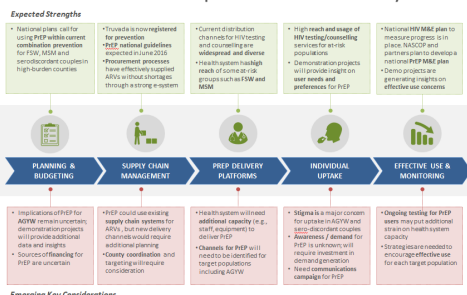 Expected Strengths
• National plans call for
using PrEP within current
combination prevention
for FSW, MSM and
serodiscordant couples in
high-burden counties
• Truvada is now registered
for prevention
• PrEP national guidelines
expected in June 2016
• Procurement processes
have effectively supplied
ARVs without shortages
through a strong e-system
• Current distribution
channels for HIV testing
and counselling are
widespread and diverse
• Health system has high
reach of some at-risk
groups such as FSW and
MSM
• High reach and usage of
HIV testing/counselling
services for at-risk
populations
• Demonstration projects
will provide insight on
user needs and
preferences for PrEP
• National HIV M&E plan to
measure progress is in
place, NASCOP and
partners plan to develop a
national PrEP M&E plan
• Demo projects are
generating insights on
effective use concerns
PLANNING &
BUDGETING
SUPPLY CHAIN
MANAGEMENT
PREP DELIVERY
PLATFORMS
INDIVIDUAL
UPTAKE
EFFECTIVE USE &
MONITORING
• Implications of PrEP for
AGYW remain uncertain;
demonstration projects
will provide additional
data and insights
• Sources of financing for
PrEP are uncertain
• PrEP could use existing
supply chain systems for
ARVs, but new delivery
channels would require
additional planning
• County coordination and
targeting will require
consideration
• Health system will need
additional capacity (e.g.,
staff, equipment) to
deliver PrEP
• Channels for PrEP will
need to be identified for
target populations
including AGYW
• Stigma is a major concern
for uptake in AGYW and
sero-discordant couples
• Awareness / demand for
PrEP is unknown; will
require investment in
demand generation
• Need communications
campaign for PrEP
• Ongoing testing for PrEP
users may put additional
strain on health system
capacity
• Strategies are needed to
encourage effective use
for each target population
Emerging Key Considerations